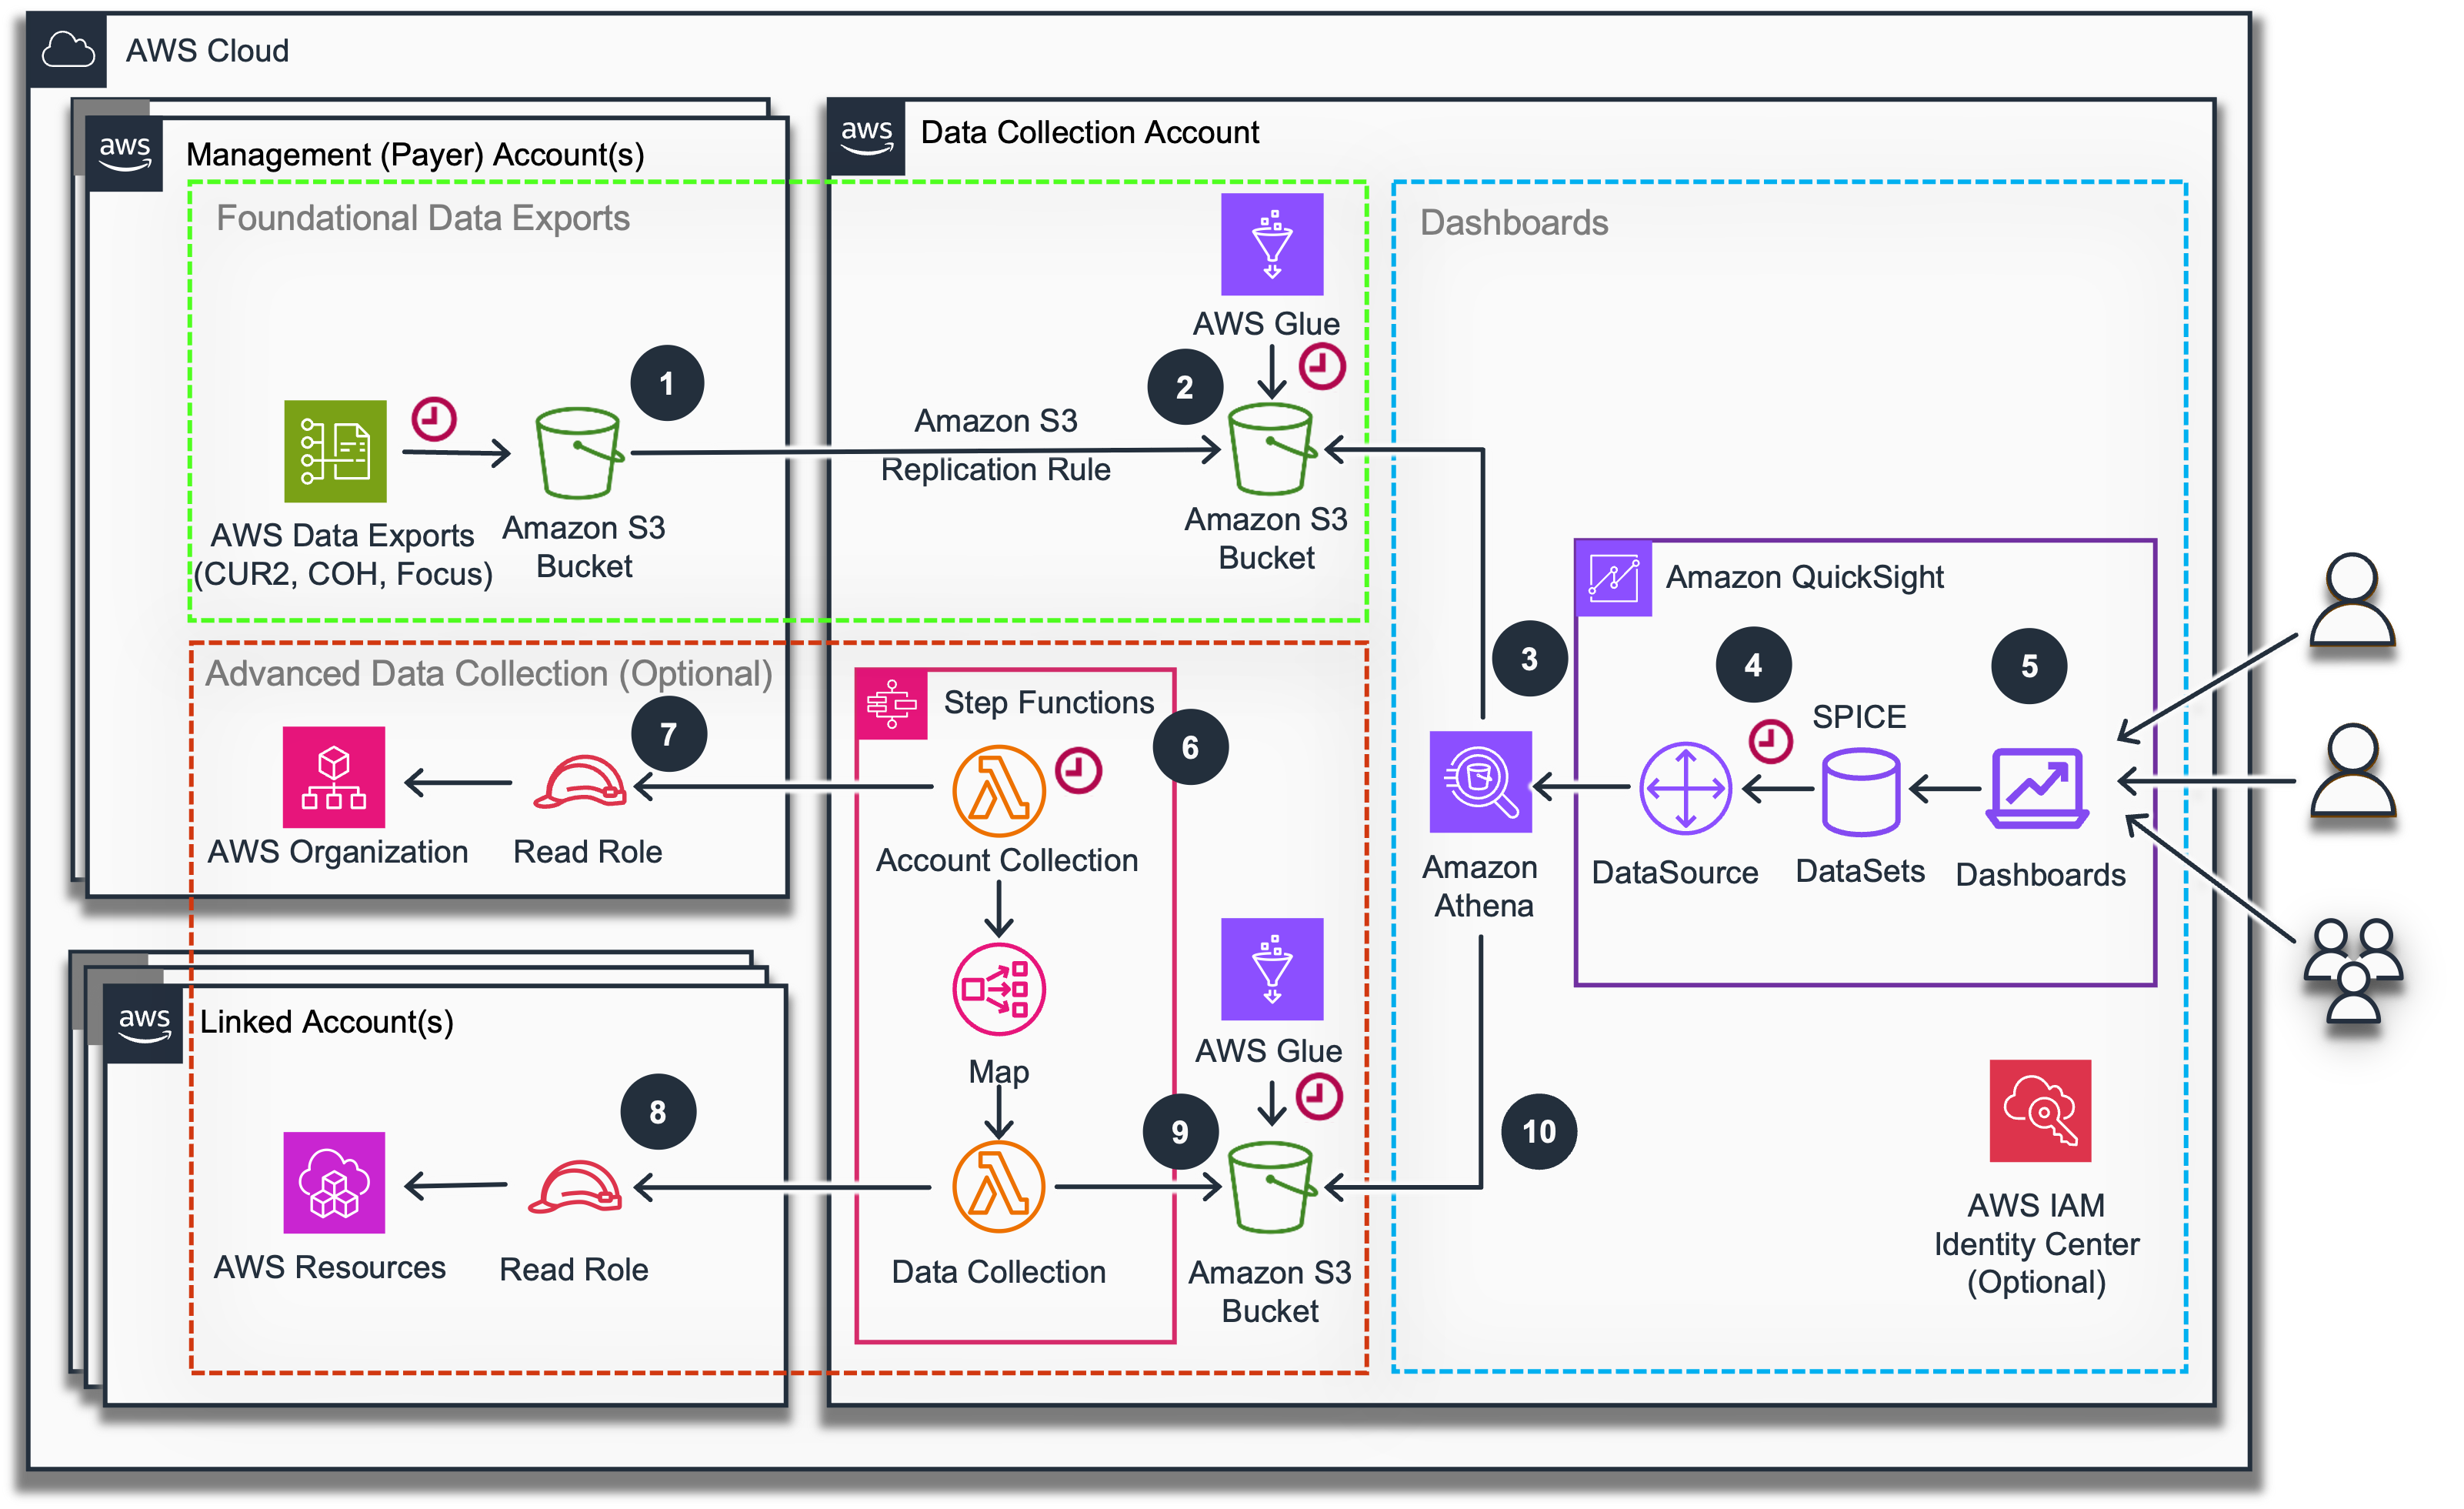 AWS Cloud
aws
Management (Payer) Account(s)
Foundational Data Exports
AWS Data Exports
(CUR2, COH, Focus)
Amazon S3
Bucket
1
Amazon S3
Replication Rule
aws
Data Collection Account
AWS Glue
2
Amazon S3
Bucket
Dashboards
Amazon QuickSight
3
4
5
SPICE
Amazon
Athena
DataSource
DataSets
Dashboards
Advanced Data Collection (Optional)
7
AWS Organization
Read Role
Step Functions
6
Account Collection
Map
Data Collection
AWS Glue
9
Amazon S3
Bucket
10
aws
Linked Account(s)
8
AWS Resources
Read Role
AWS IAM
Identity Center
(Optional)